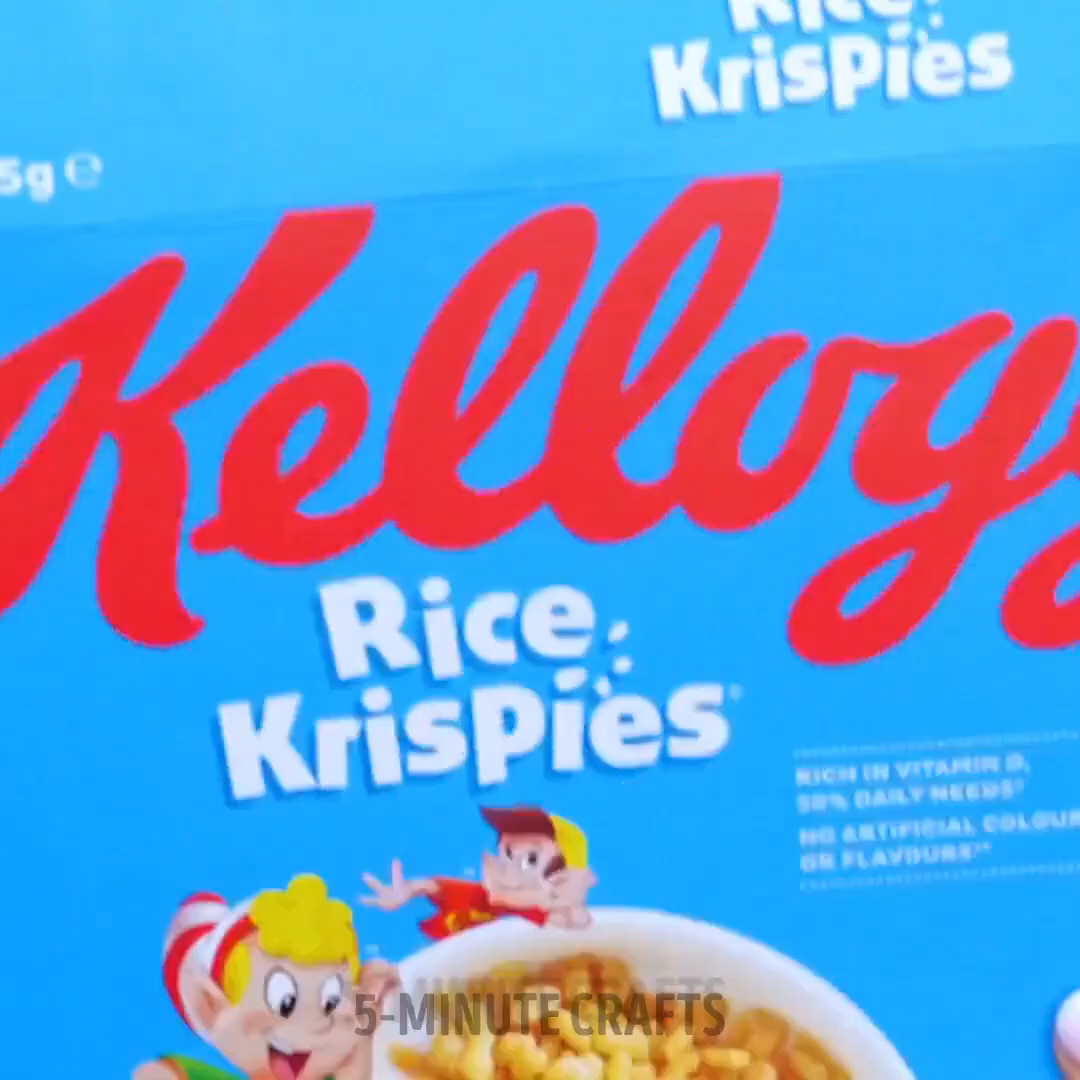 Rice
Krispies
5g ℮
Kellogg
Rice
Krispies
RICH IN VITAMIN D,
50% DAILY NEEDS†
NO ARTIFICIAL COLOUR
OR FLAVOURS**
5-MINUTE CRAFTS